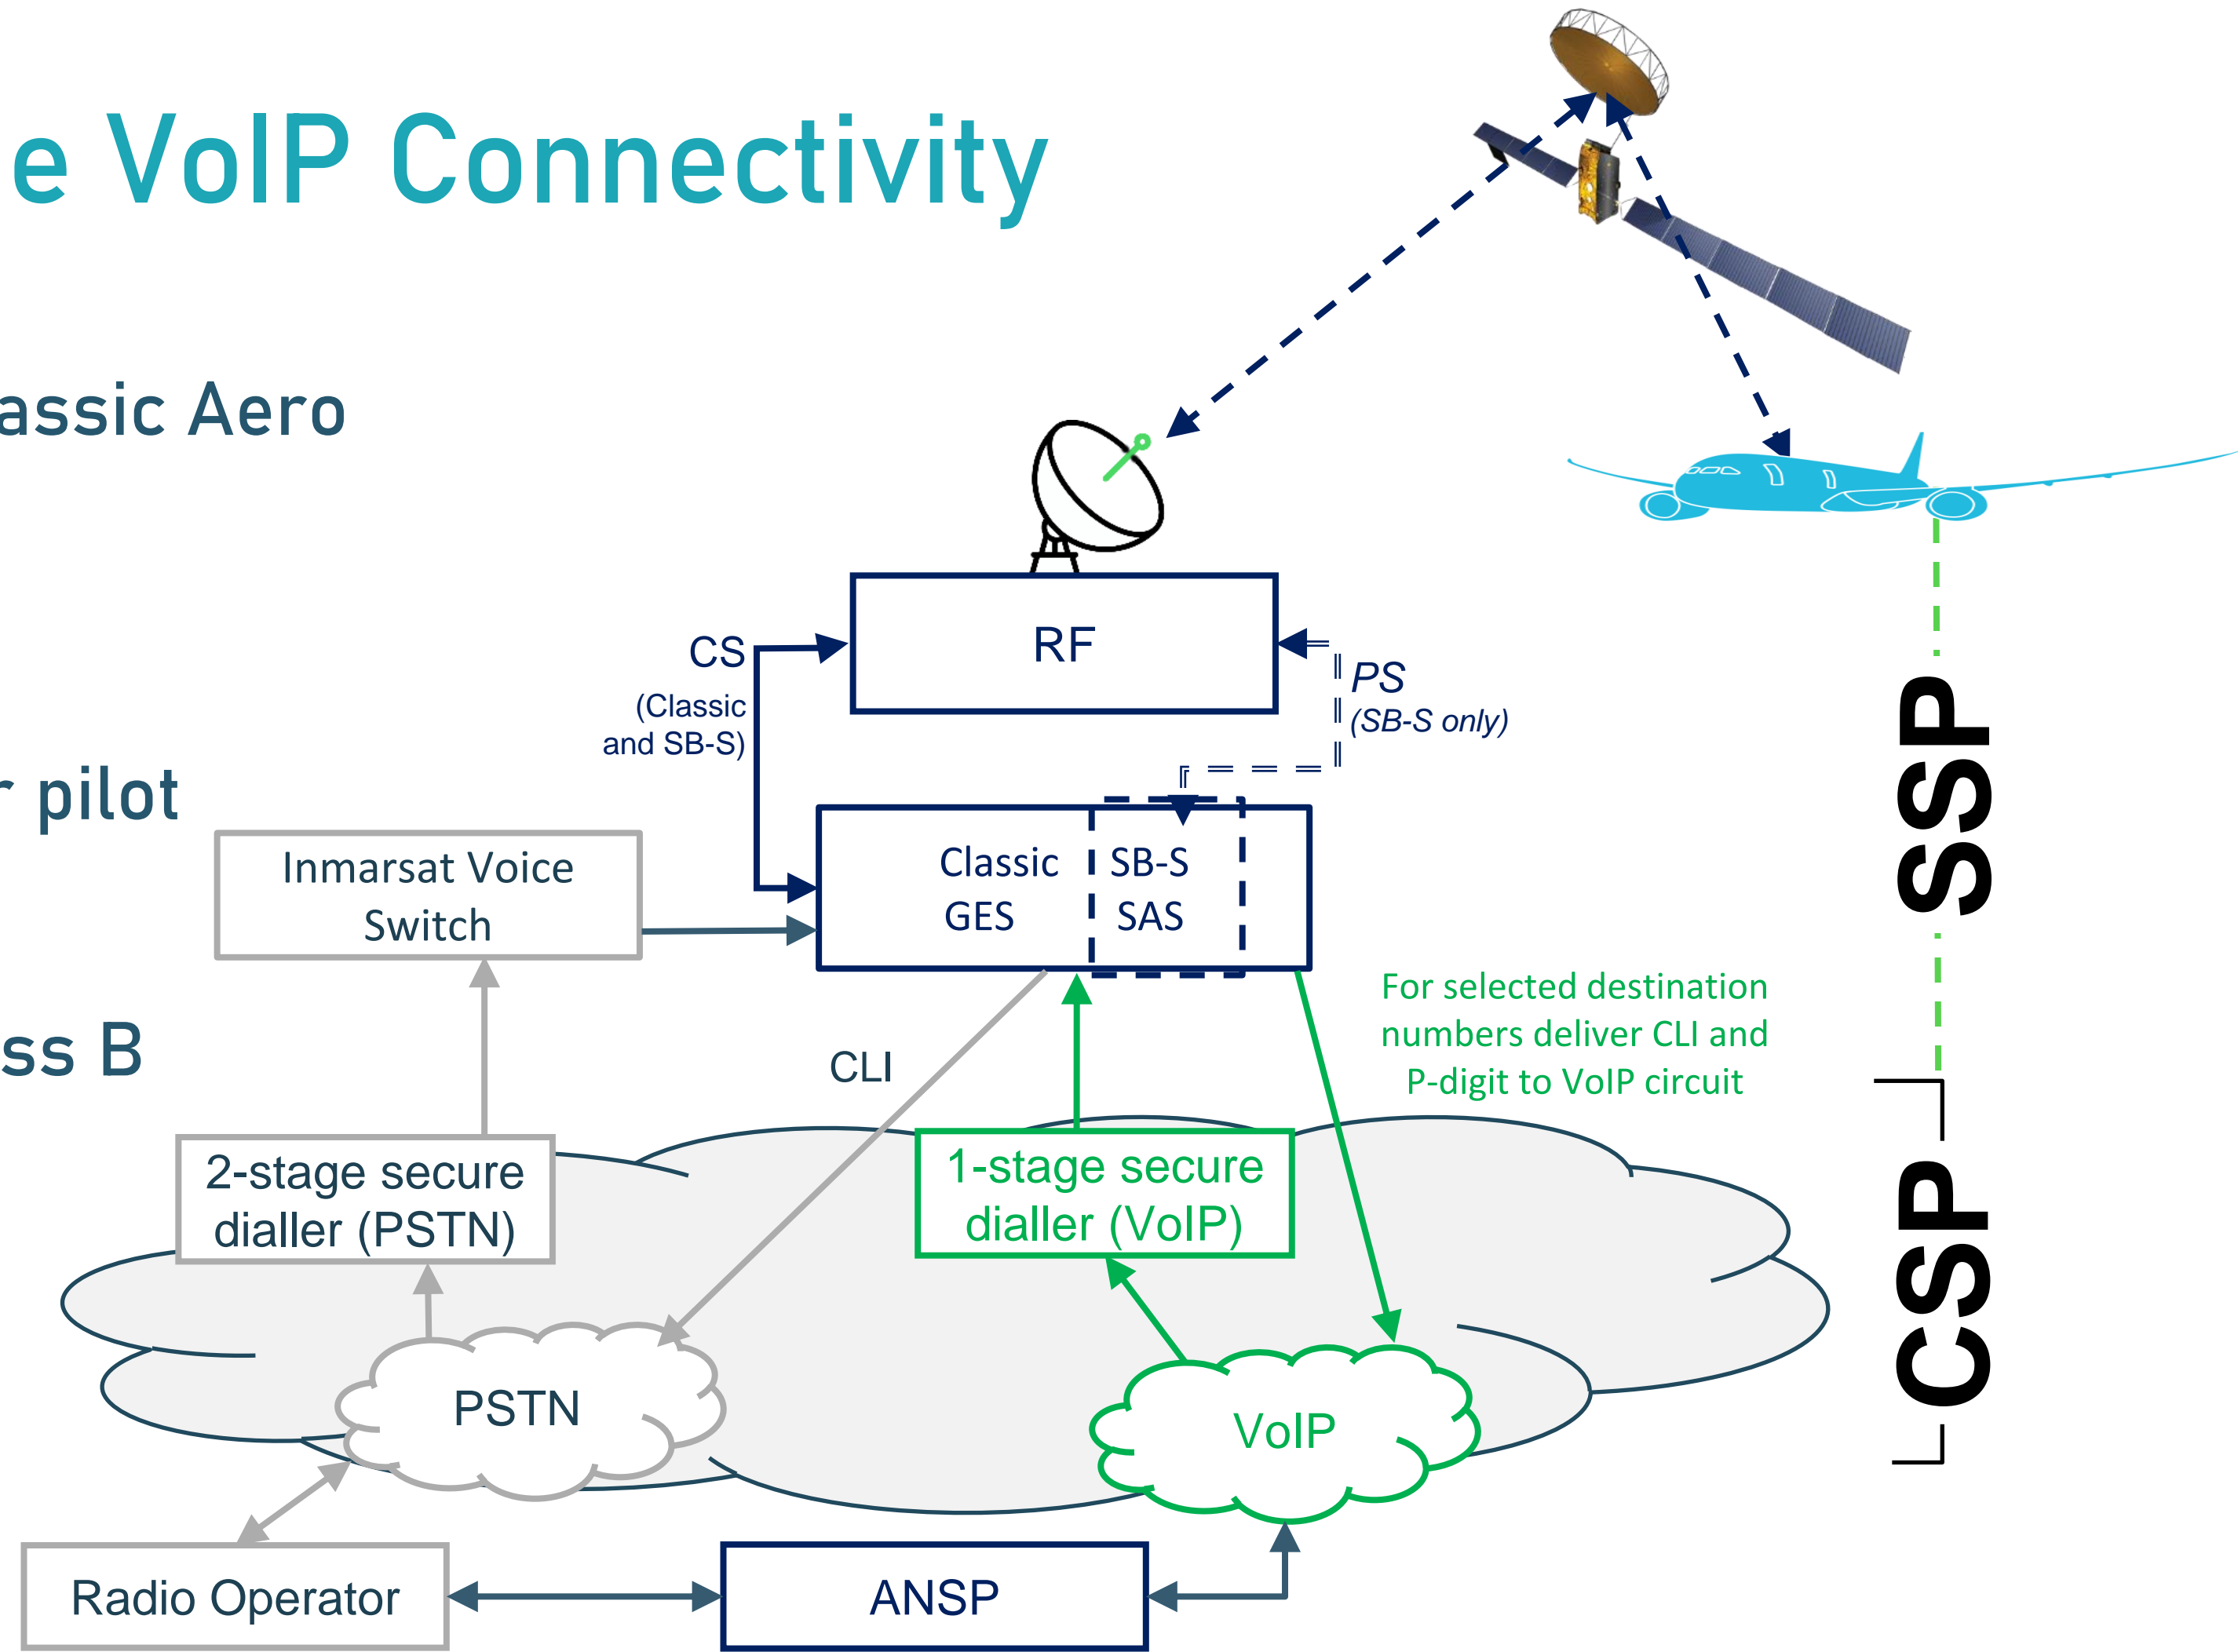 e VoIP Connectivity
assic Aero
r pilot
ss B
RF
CS
(Classic
and SB-S)
PS
(SB-S only)
Inmarsat Voice
Switch
Classic
GES
SB-S
SAS
CLI
For selected destination
numbers deliver CLI and
P-digit to VoIP circuit
2-stage secure
dialler (PSTN)
1-stage secure
dialler (VoIP)
PSTN
VoIP
Radio Operator
ANSP
SSP
CSP